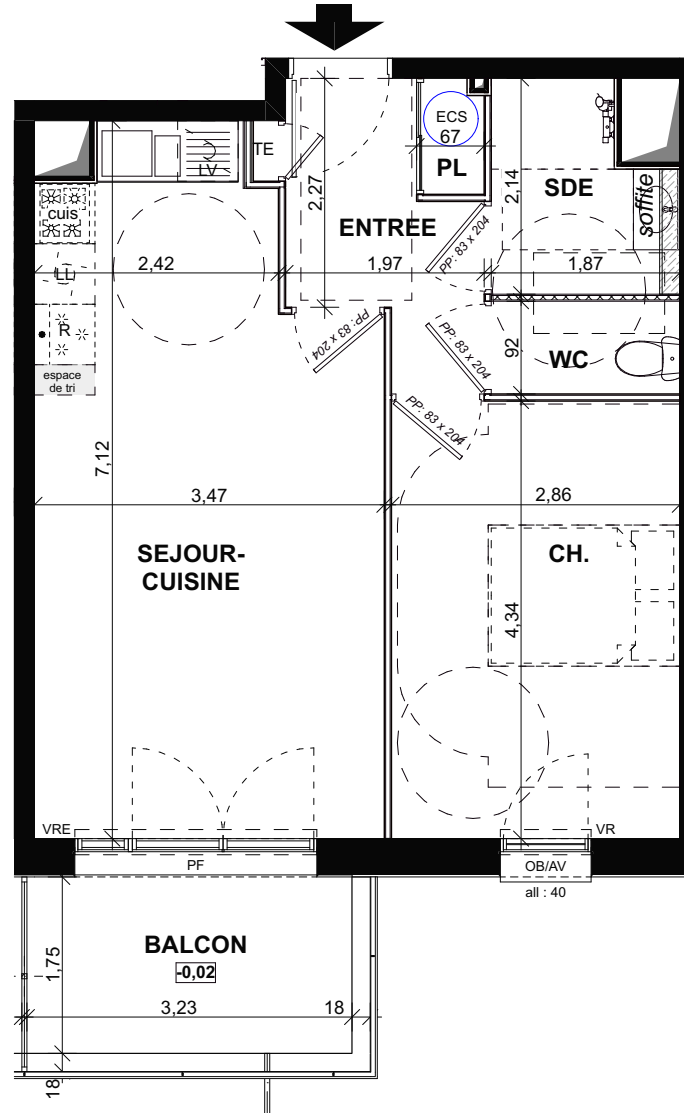 ECS
67
TE
LV
PL
SDE
soffite
2,27
2,14
cuis
ENTREE
PP: 83 x 204
LL
2,42
1,97
1,87
R
PP: 83 x 204
PP: 83 x 204
92
WC
espace
de tri
PP: 83 x 204
7,12
3,47
2,86
SEJOUR-
CUISINE
CH.
4,34
VRE
VR
PF
OB/AV
all : 40
BALCON
-0,02
1,75
3,23
18
18